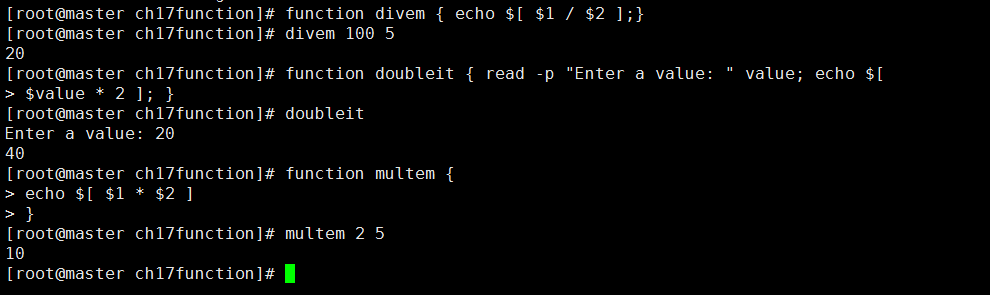 [root@master ch17function]# function divem { echo $[ $1 / $2 ];}
[root@master ch17function]# divem 100 5
20
[root@master ch17function]# function doubleit { read -p "Enter a value: " value; echo $[
> $value * 2 ]; }
[root@master ch17function]# doubleit
Enter a value: 20
40
[root@master ch17function]# function multem {
> echo $[ $1 * $2 ]
> }
[root@master ch17function]# multem 2 5
10
[root@master ch17function]#